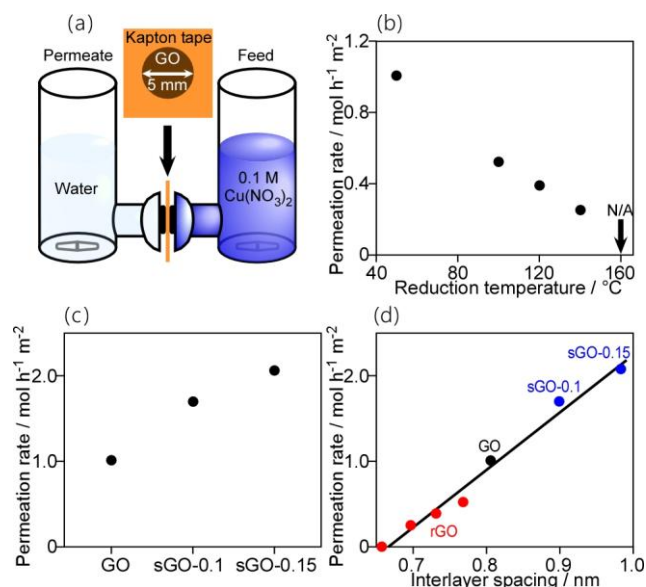 (a)
Kapton tape
Permeate
GO
Feed
5 mm
Water
0.1 M
Cu(NO3)2
(b)
Permeation rate / mol h-1 m-2
1.2
0.8
0.4
0
N/A
40
80
120
160
Reduction temperature / °C
(c)
Permeation rate / mol h-1 m-2
2.0
1.0
0
GO
sGO-0.1
sGO-0.15
(d)
Permeation rate / mol h-1 m-2
2.0
1.0
0
sGO-0.15
sGO-0.1
GO
rGO
0.7
0.8
0.9
1.0
Interlayer spacing / nm